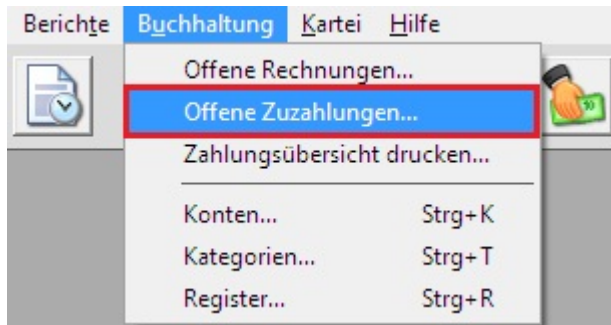 Berichte Buchhaltung Kartei Hilfe
Offene Rechnungen...
Offene Zuzahlungen...
Zahlungsübersicht drucken...
Konten... Strg+K
Kategorien... Strg+T
Register... Strg+R